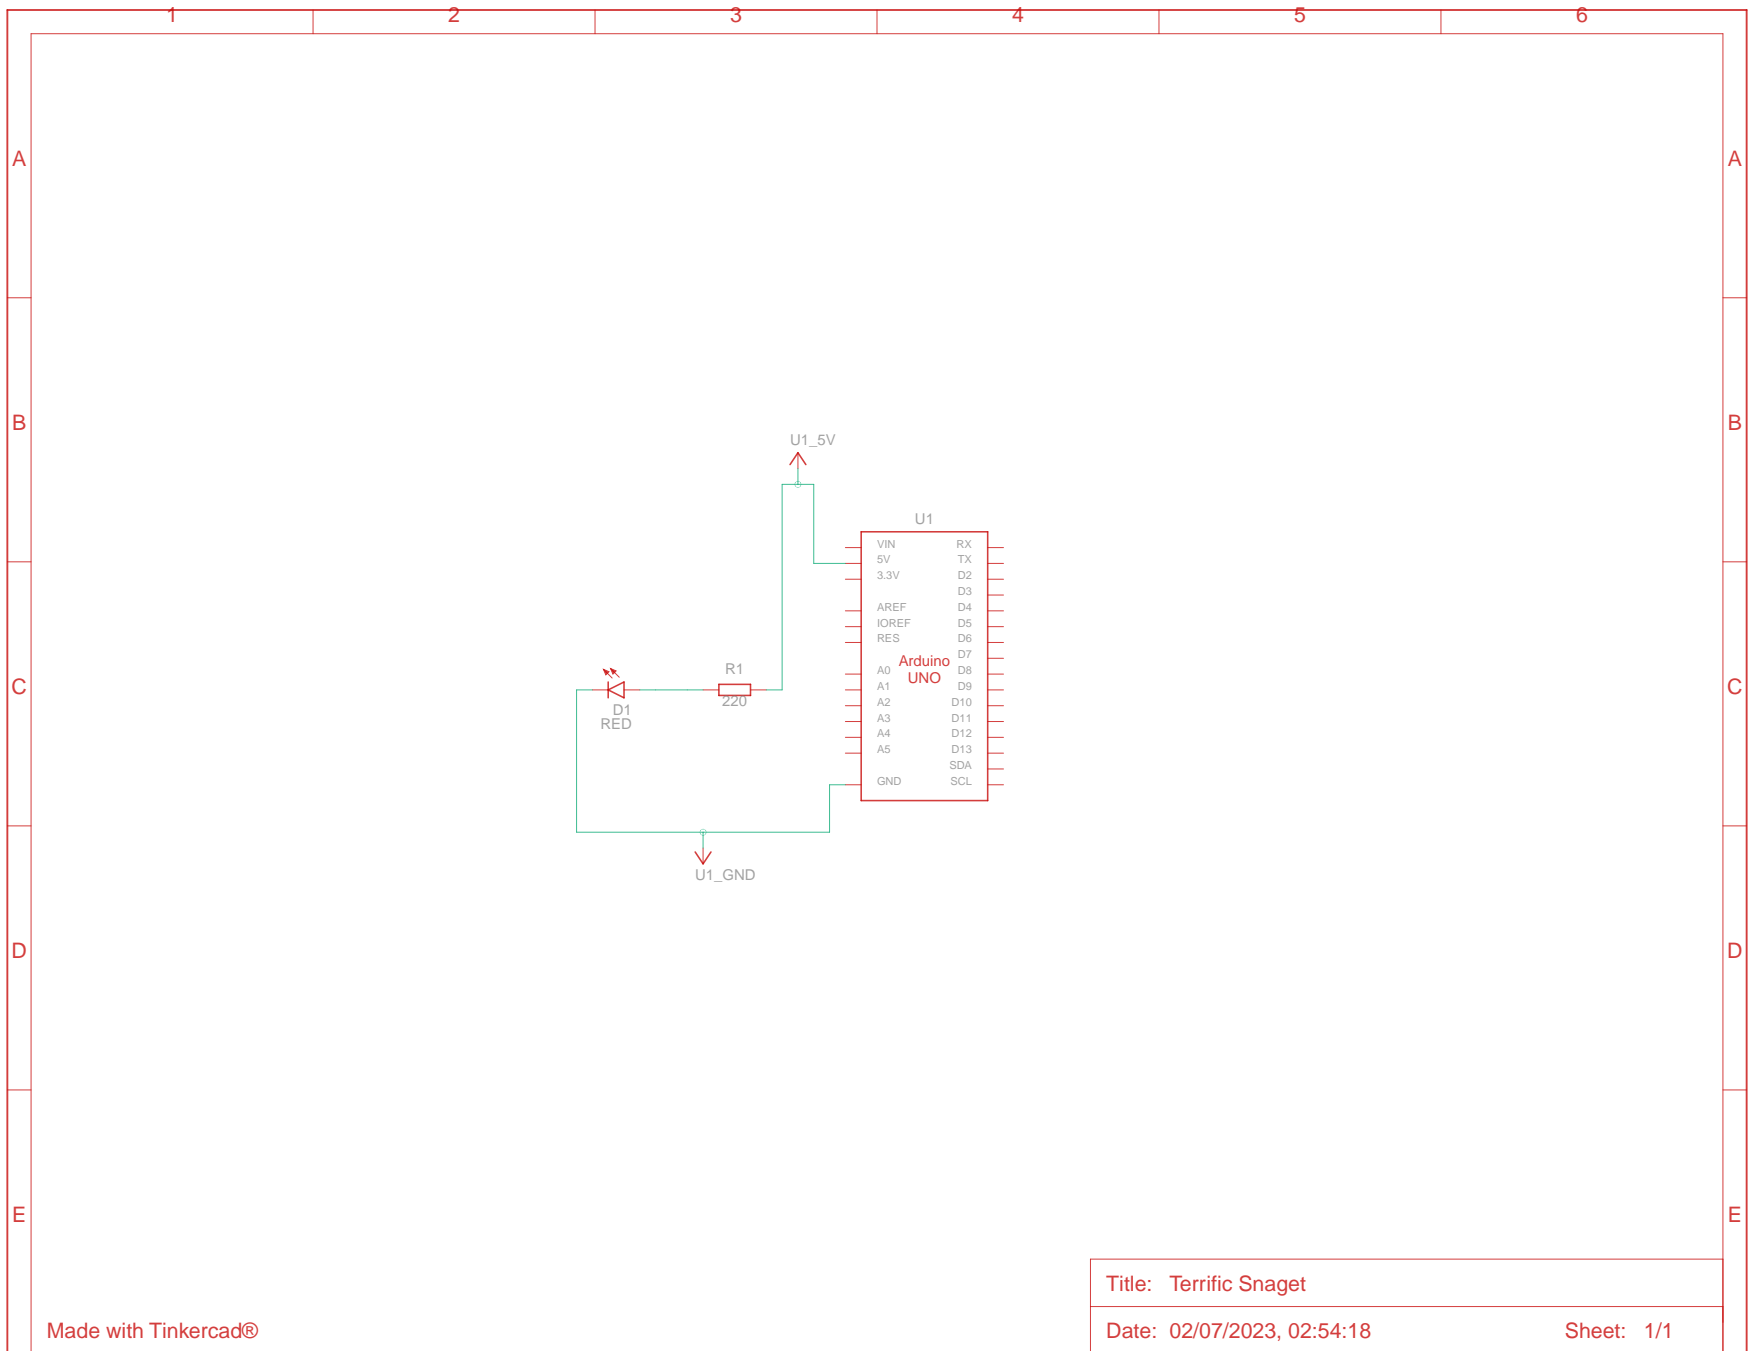 1 2 3 4 5 6
A A
B B
U1_5V
U1
VIN RX
5V TX
3.3V D2
D3
AREF D4
IOREF D5
RES D6
D7
Arduino
UNO
A0 D8
A1 D9
A2 D10
A3 D11
A4 D12
A5 D13
SDA
GND SCL
C C
R1
220
D1
RED
U1_GND
D D
E E
Title: Terrific Snaget
Made with Tinkercad®
Date: 02/07/2023, 02:54:18 Sheet: 1/1